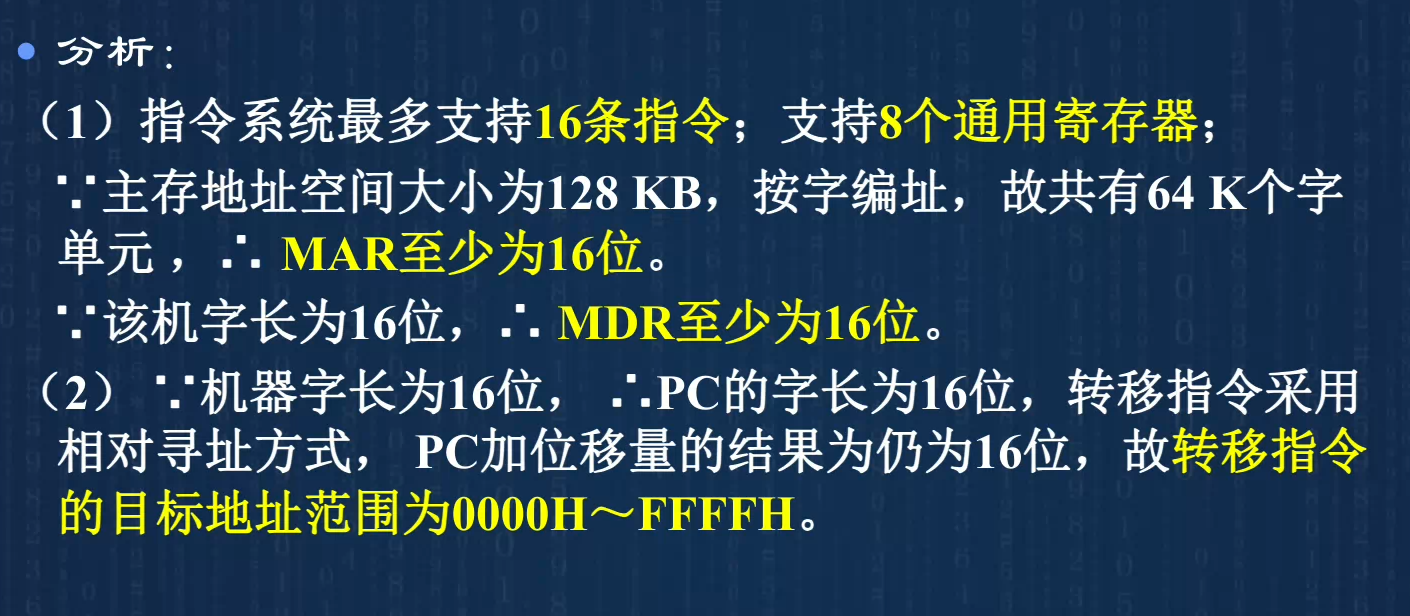 • 分析：
（1）指令系统最多支持16条指令；支持8个通用寄存器；
∵主存地址空间大小为128 KB，按字编址，故共有64 K个字
单元 ，∴ MAR至少为16位。
∵该机字长为16位，∴ MDR至少为16位。
（2） ∵机器字长为16位， ∴PC的字长为16位，转移指令采用
相对寻址方式， PC加位移量的结果为仍为16位，故转移指令
的目标地址范围为0000H～FFFFH。